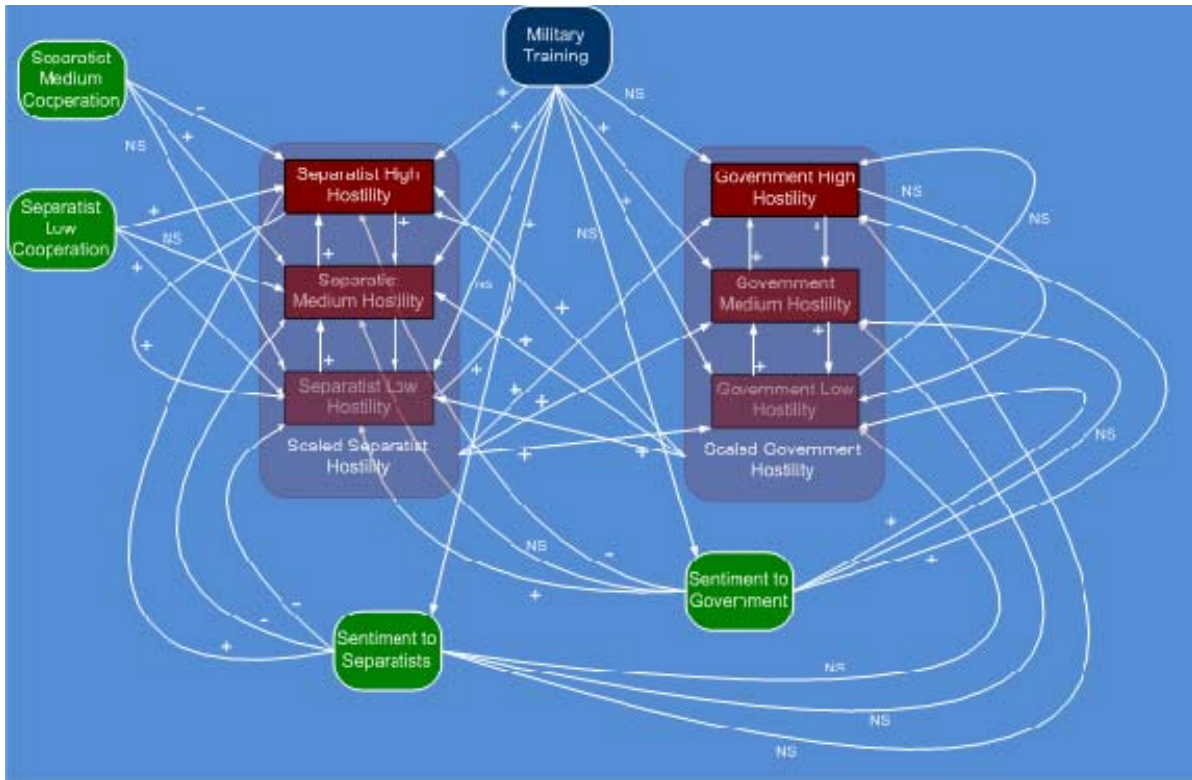 Military
Training
Separatist
Medium
Cooperation
-
+
NS
+
+
NS
+
+
Separatist High
Hostility
Government High
Hostility
NS
Separatist
Low
Cooperation
+
NS
+
+
+
+
+
NS
NS
+
+
+
Separatist
Medium Hostility
NS
Government
Medium Hostility
+
+
+
+
+
+
+
+
+
+
NS
Separatist Low
Hostility
Government Low
Hostility
Scaled Separatist
Hostility
+
+
Scaled Government
Hostility
NS
-
+
+
+
Sentiment to
Government
-
-
+
Sentiment to
Separatists
NS
NS
NS